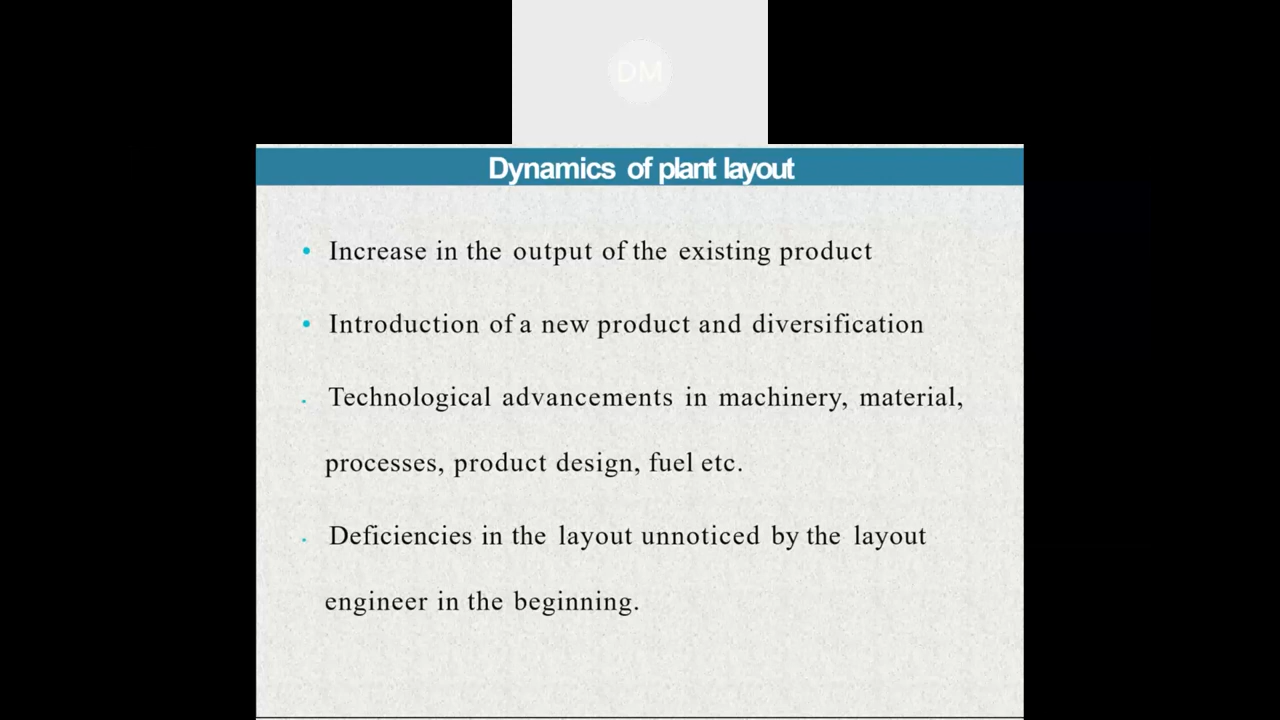 DM
Dynamics of plant layout
• Increase in the output of the existing product
• Introduction of a new product and diversification
• Technological advancements in machinery, material,
processes, product design, fuel etc.
• Deficiencies in the layout unnoticed by the layout
engineer in the beginning.